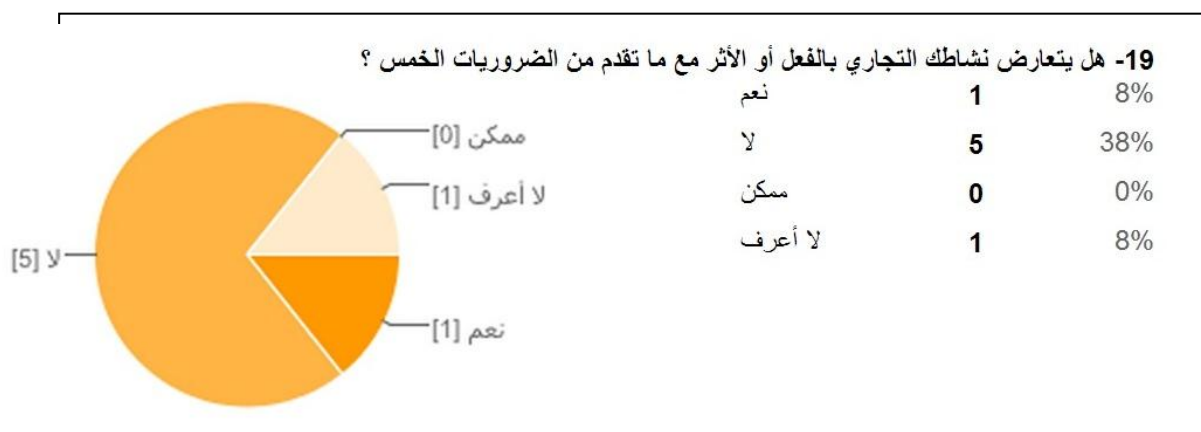 19- هل يتعارض نشاطك التجاري بالفعل أو الأثر مع ما تقدم من الضروريات الخمس ؟
نعم 1 8%
لا 5 38%
ممكن 0 0%
لا أعرف 1 8%
ممكن [0]
لا أعرف [1]
لا [5]
نعم [1]